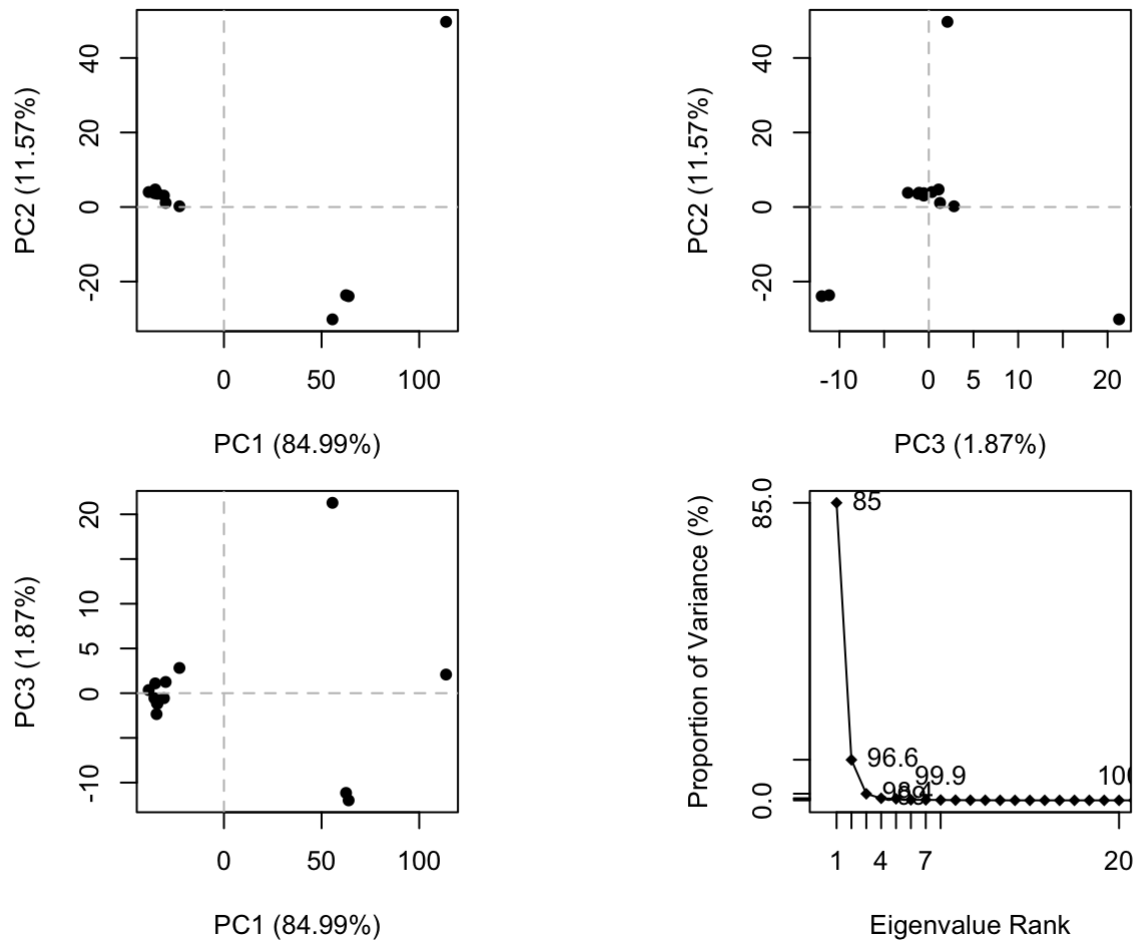 40
20
0
-20
PC2 (11.57%)
0 50 100
PC1 (84.99%)
40
20
0
-20
PC2 (11.57%)
-10 0 5 10 20
PC3 (1.87%)
20
10
5
0
-10
PC3 (1.87%)
0 50 100
PC1 (84.99%)
85.0
0.0
Proportion of Variance (%)
85
96.6
99.9
1 4 7 20
Eigenvalue Rank